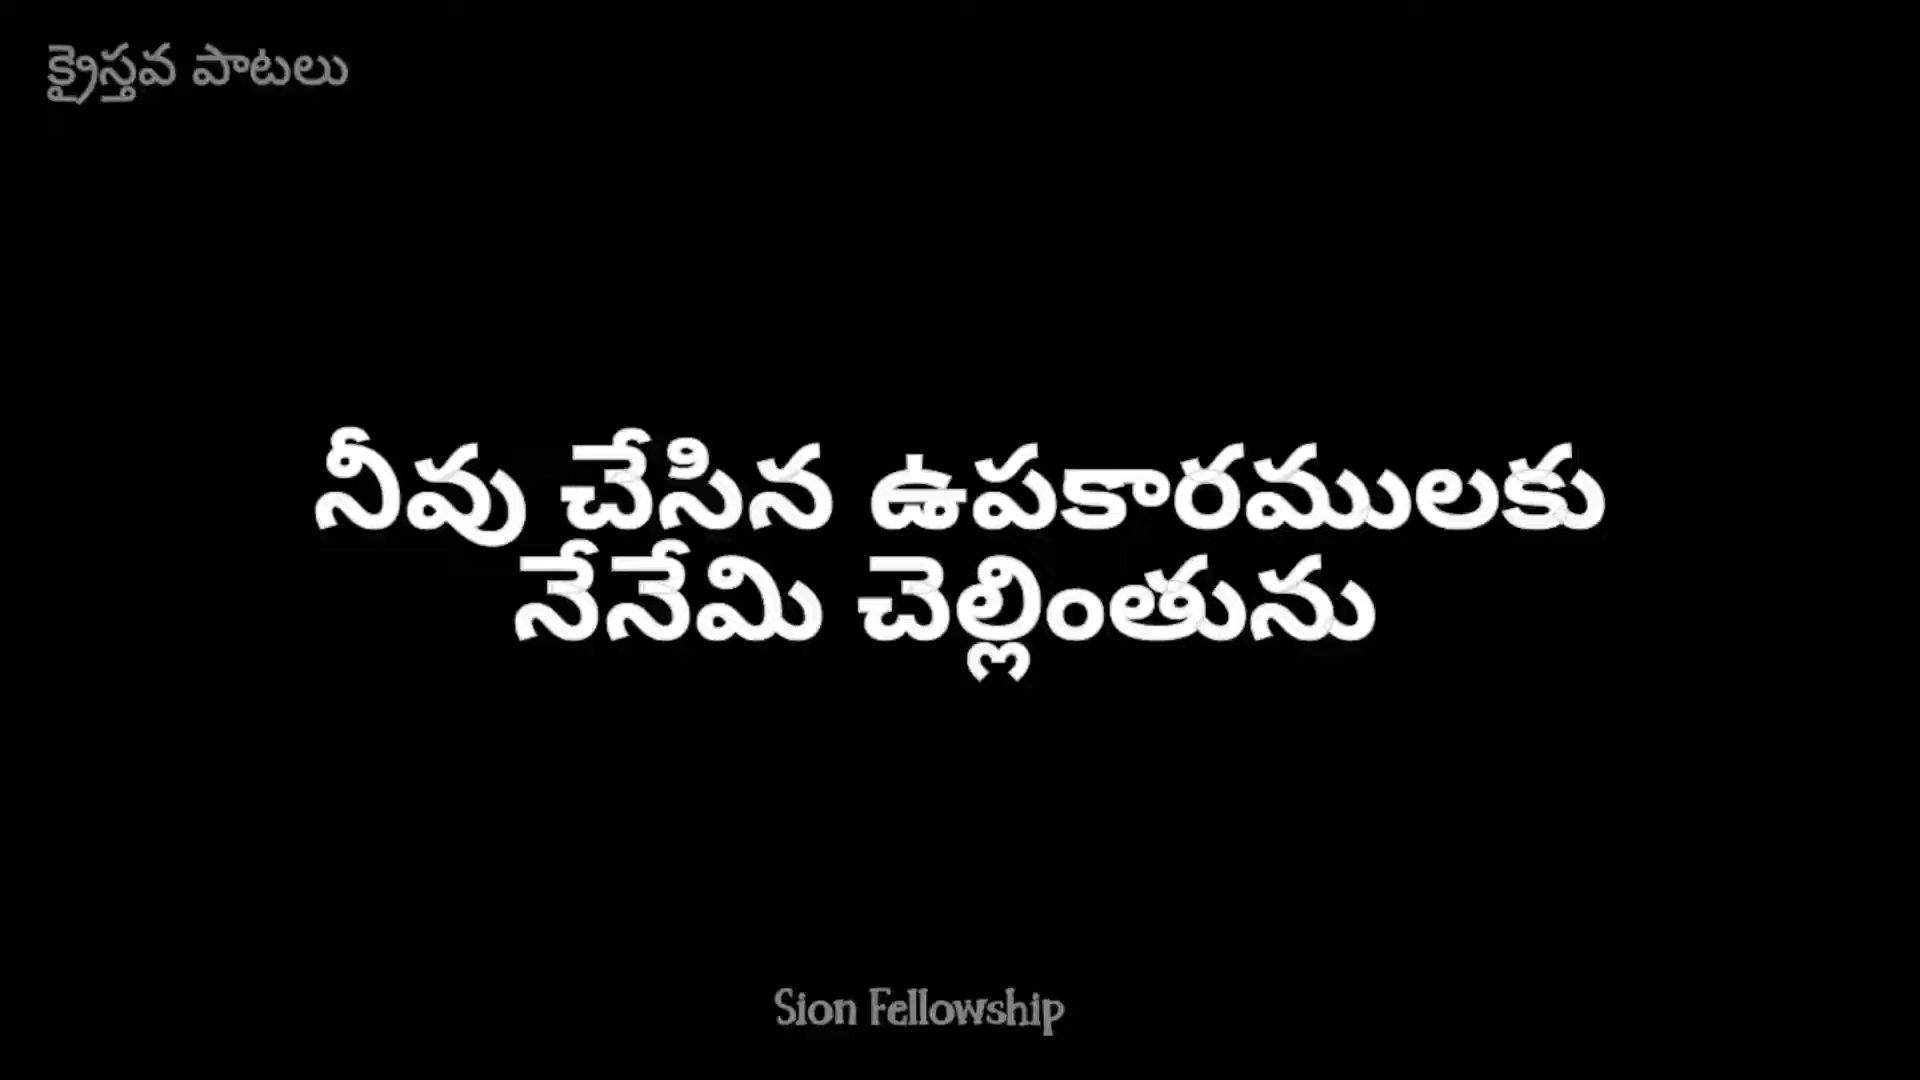 క్రైస్తవ పాటలు
నీవు చేసిన ఉపకారములకు
నేనేమి చెల్లింతును
Sion Fellowship